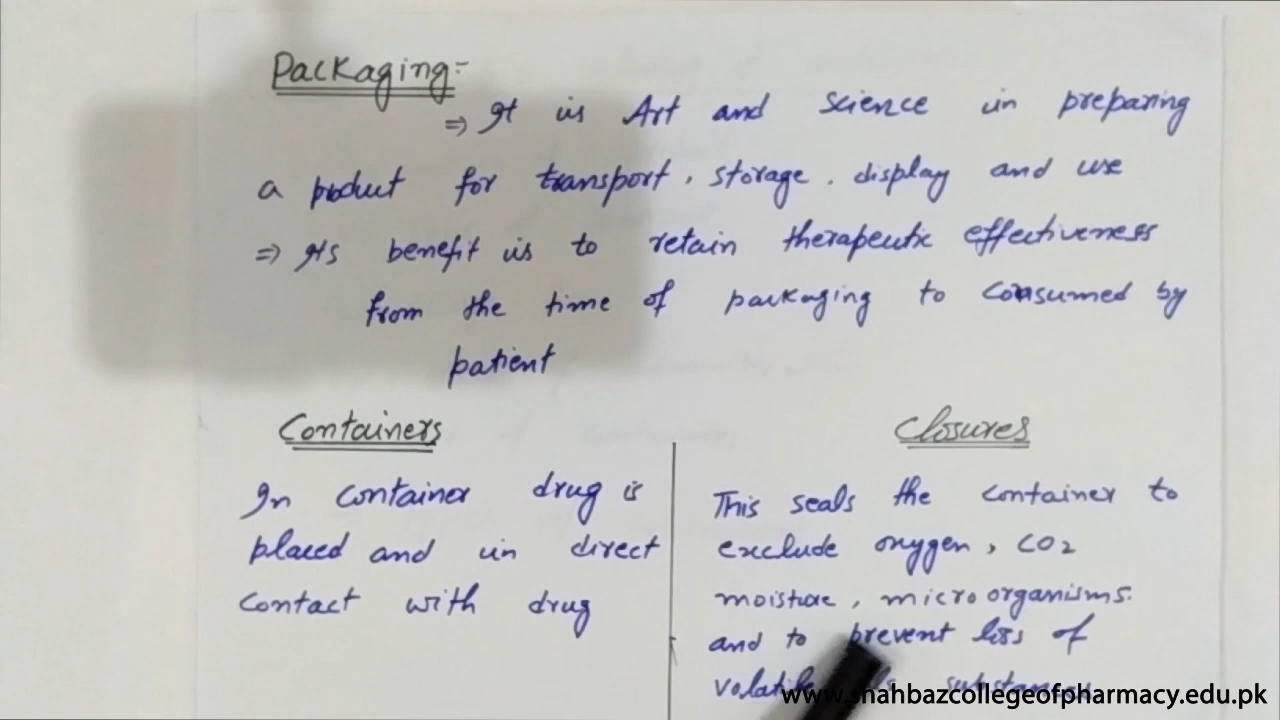 Packaging:-
⇒ It is Art and science in preparing
a product for transport, storage, display and use
⇒ Its benefit is to retain therapeutic effectiveness
from the time of packaging to consumed by
patient
Containers
In container drug is
placed and in direct
contact with drug
Closures
This seals the container to
exclude oxygen, CO2
moisture, microorganisms.
and to prevent loss of
www.shahbazcollegeofpharmacy.edu.pk